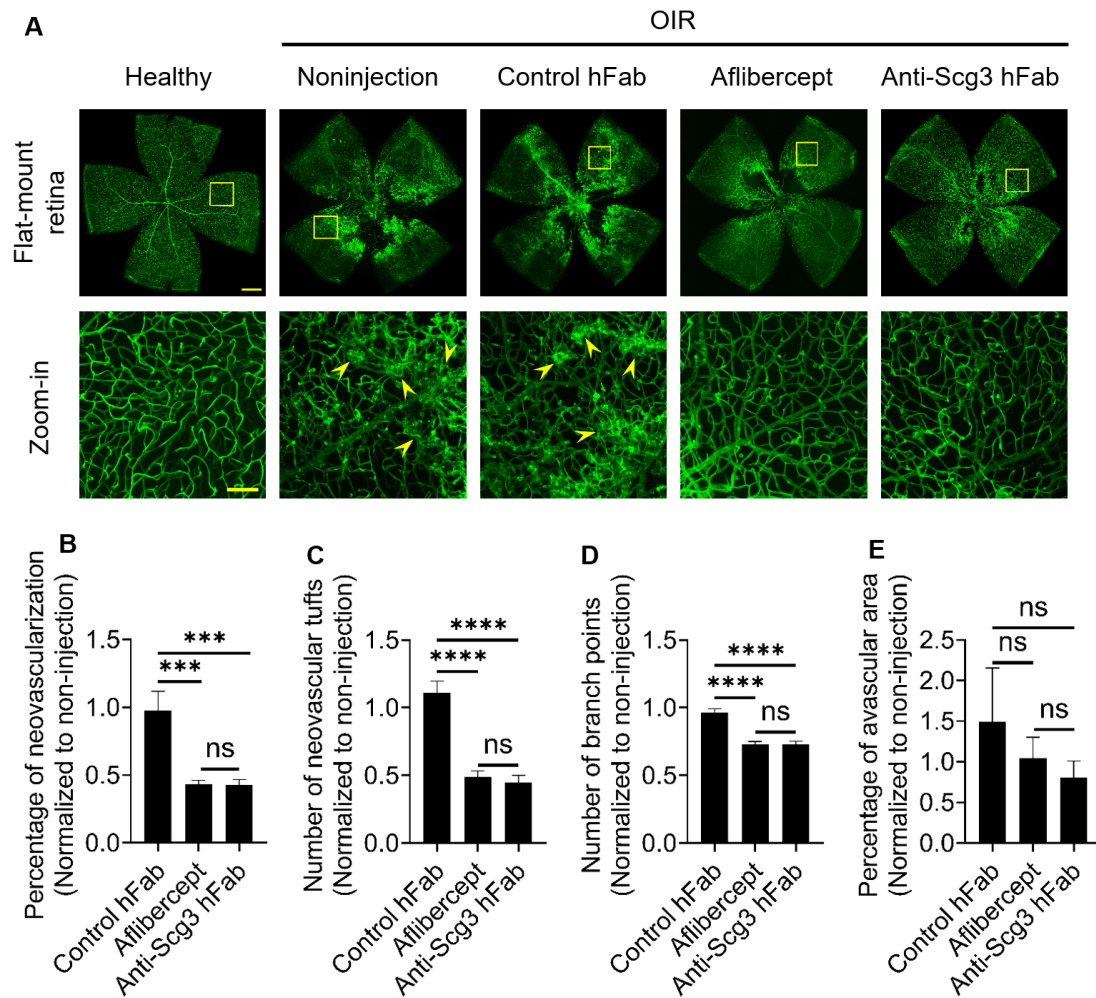 A
OIR
Healthy
Noninjection
Control hFab
Aflibercept
Anti-Scg3 hFab
Flat-mount
retina
Zoom-in
B
Percentage of neovascularization
(Normalized to non-injection)
1.5
1.0
0.5
0.0
***
***
ns
Control hFab
Aflibercept
Anti-Scg3 hFab
C
Number of neovascular tufts
(Normalized to non-injection)
1.5
1.0
0.5
0.0
****
****
ns
Control hFab
Aflibercept
Anti-Scg3 hFab
D
Number of branch points
(Normalized to non-injection)
1.5
1.0
0.5
0.0
****
****
ns
Control hFab
Aflibercept
Anti-Scg3 hFab
E
Percentage of avascular area
(Normalized to non-injection)
2.5
2.0
1.5
1.0
0.5
0.0
ns
ns
ns
Control hFab
Aflibercept
Anti-Scg3 hFab